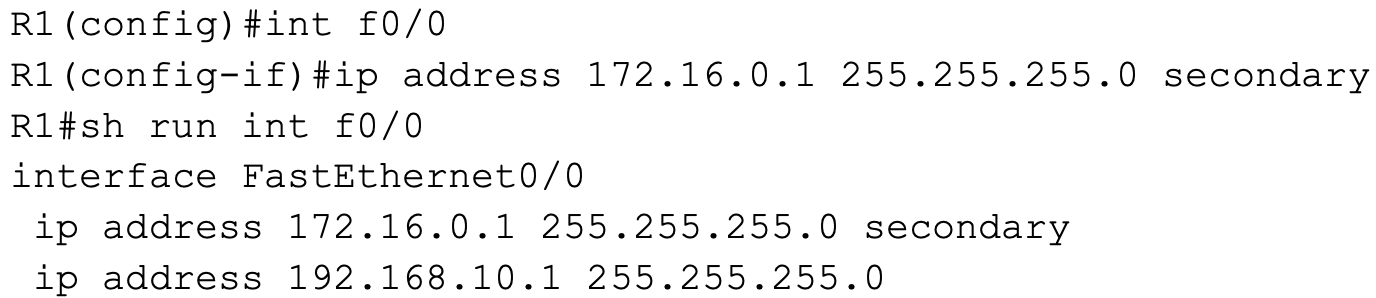 R1(config)#int f0/0
R1(config-if)#ip address 172.16.0.1 255.255.255.0 secondary
R1#sh run int f0/0
interface FastEthernet0/0
 ip address 172.16.0.1 255.255.255.0 secondary
 ip address 192.168.10.1 255.255.255.0